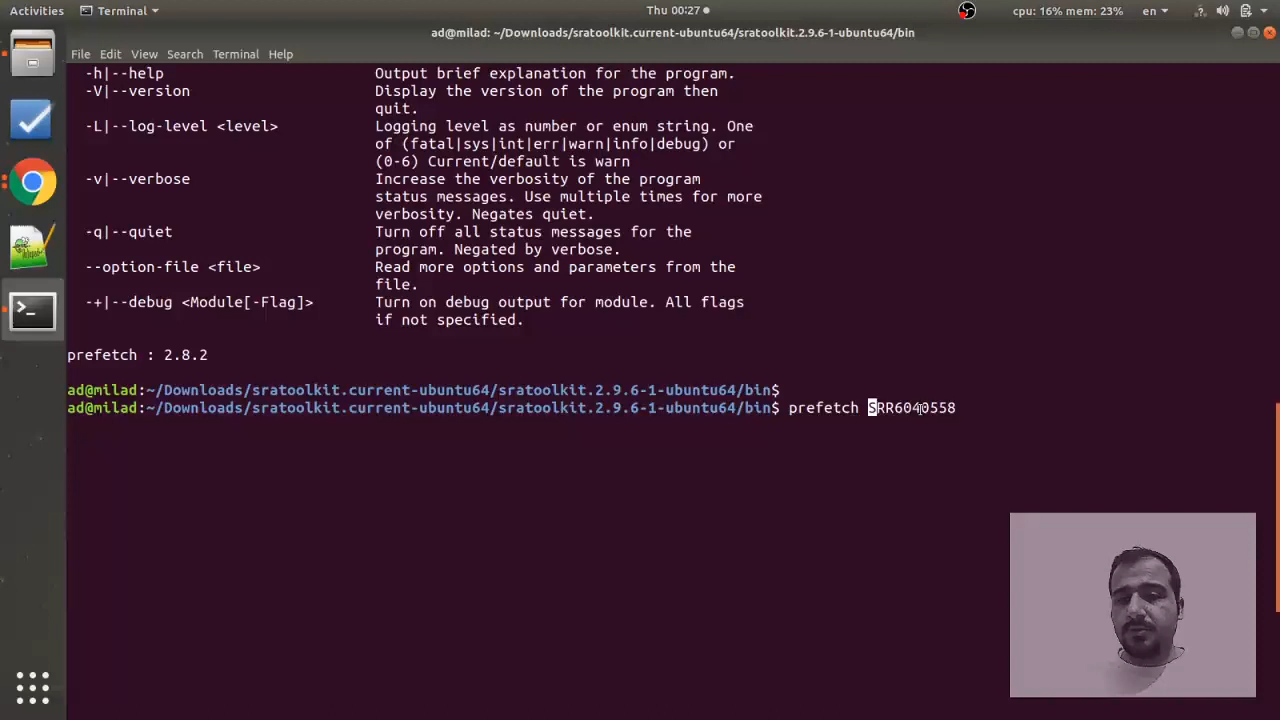 Activities
Terminal
Thu 00:27
cpu: 16% mem: 23%
en
ad@milad: ~/Downloads/sratoolkit.current-ubuntu64/sratoolkit.2.9.6-1-ubuntu64/bin
File Edit View Search Terminal Help
-h|--help Output brief explanation for the program.
-V|--version Display the version of the program then
quit.
-L|--log-level <level> Logging level as number or enum string. One
of (fatal|sys|int|err|warn|info|debug) or
(0-6) Current/default is warn
-v|--verbose Increase the verbosity of the program
status messages. Use multiple times for more
verbosity. Negates quiet.
-q|--quiet Turn off all status messages for the
program. Negated by verbose.
--option-file <file> Read more options and parameters from the
file.
-+|--debug <Module[-Flag]> Turn on debug output for module. All flags
if not specified.
prefetch : 2.8.2
ad@milad:~/Downloads/sratoolkit.current-ubuntu64/sratoolkit.2.9.6-1-ubuntu64/bin$
ad@milad:~/Downloads/sratoolkit.current-ubuntu64/sratoolkit.2.9.6-1-ubuntu64/bin$ prefetch SRR6040558